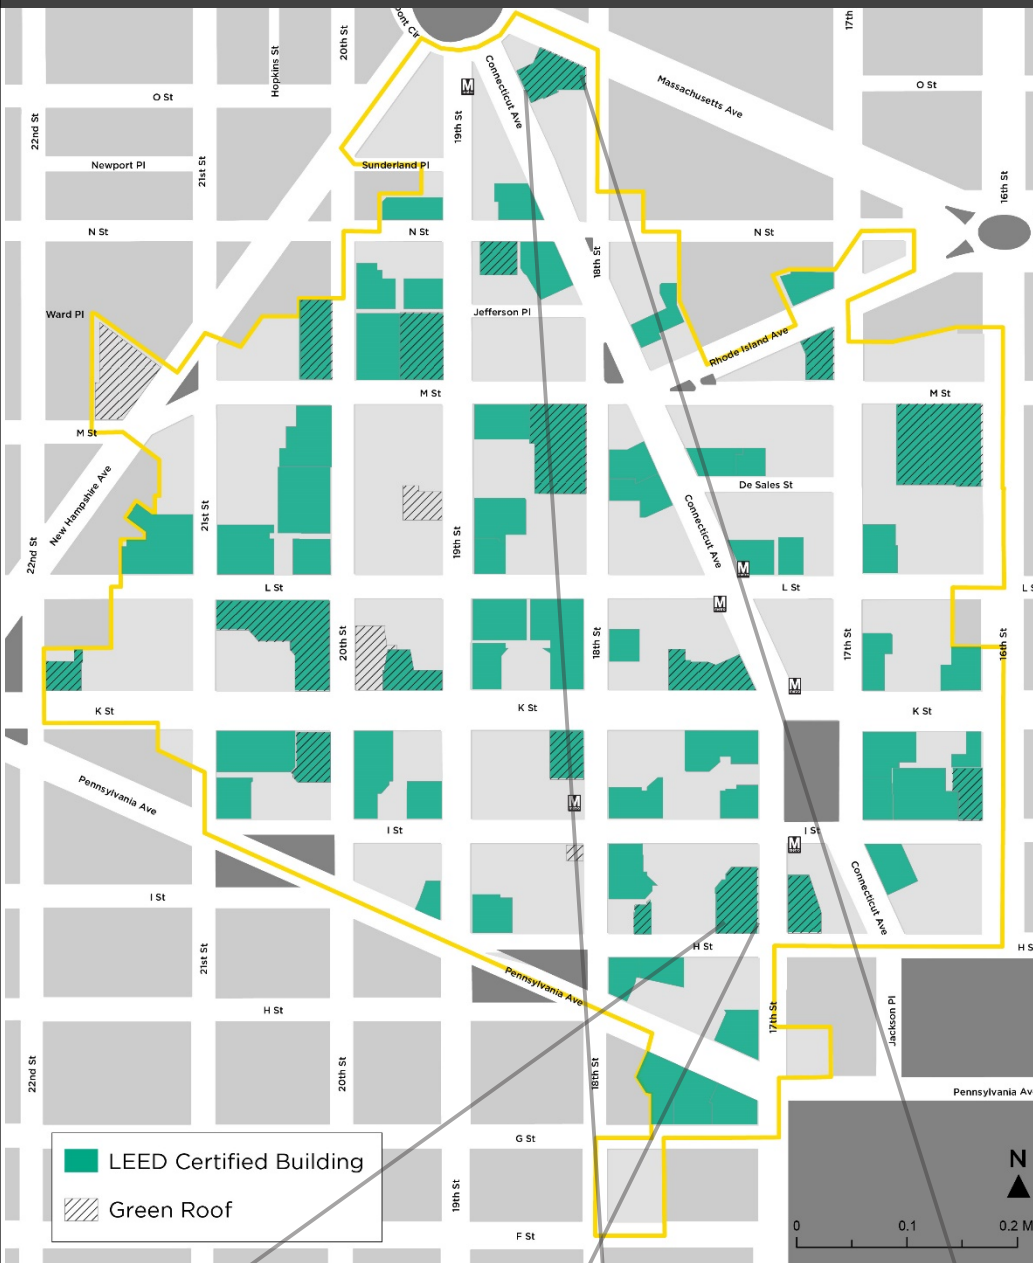 17th
20th St
Hopkins St
O St
O St
Massachusetts Ave
Connecticut Ave
M
19th St
22nd St
Newport Pl
21st St
Sunderland Pl
16th St
N St
N St
N St
18th St
Ward Pl
Jefferson Pl
Rhode Island Ave
M St
M St
M St
New Hampshire Ave
De Sales St
21st St
19th St
Connecticut Ave
22nd St
M
L St
L St
L S
M
20th St
18th St
17th St
16th St
M
K St
K St
K St
Pennsylvania Ave
M
I St
M
I St
Connecticut Ave
21st St
H St
H S
Pennsylvania Ave
H St
17th St
Jackson Pl
22nd St
20th St
18th St
Pennsylvania Av
G St
LEED Certified Building
Green Roof
19th St
F St
N
0 0.1 0.2 M